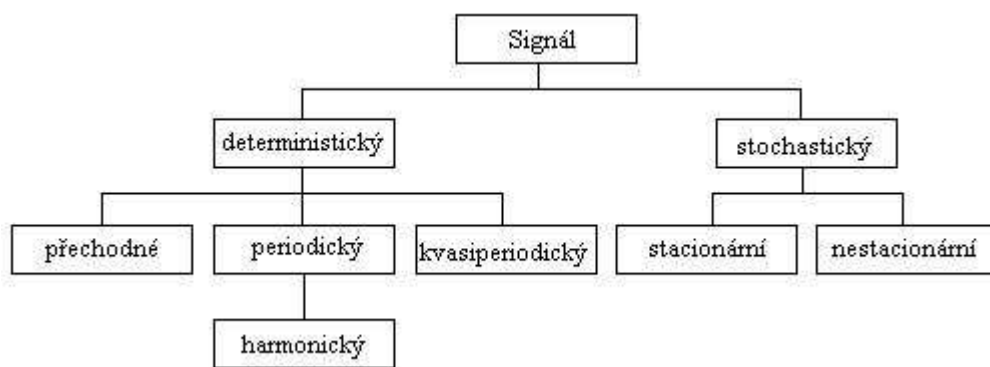 Signál
deterministický
stochastický
přechodné
periodický
kvasiperiodický
stacionární
nestacionární
harmonický